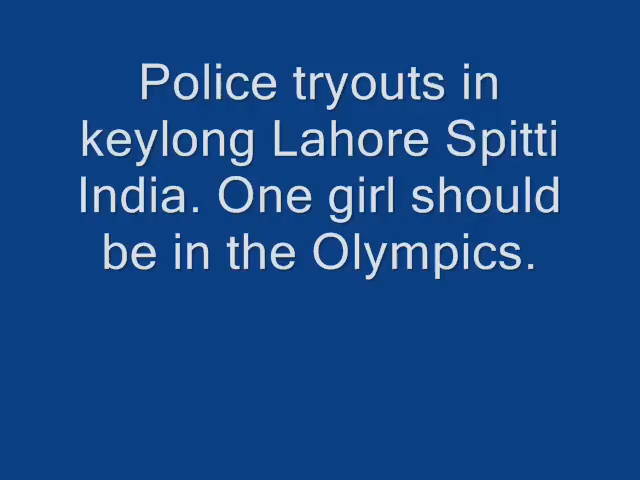 Police tryouts in
keylong Lahore Spitti
India. One girl should
be in the Olympics.